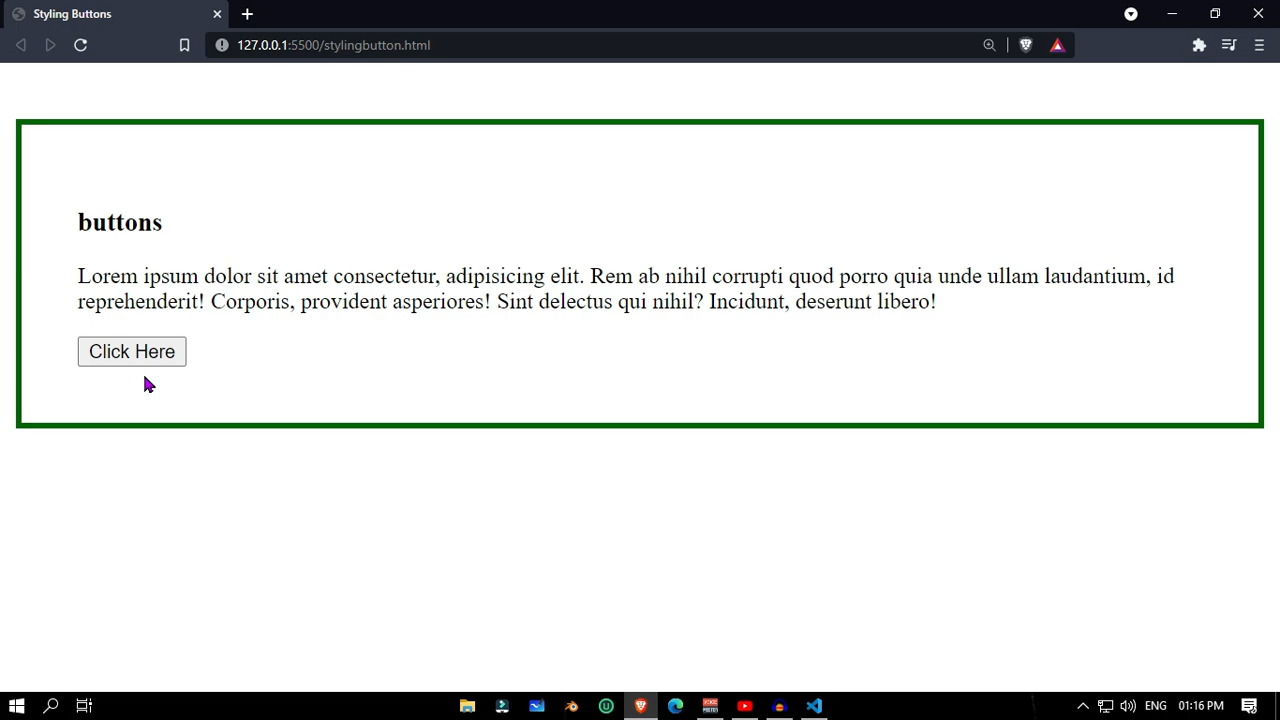 Styling Buttons
127.0.0.1:5500/stylingbutton.html
buttons
Lorem ipsum dolor sit amet consectetur, adipisicing elit. Rem ab nihil corrupti quod porro quia unde ullam laudantium, id
reprehenderit! Corporis, provident asperiores! Sint delectus qui nihil? Incidunt, deserunt libero!
Click Here
ENG 01:16 PM